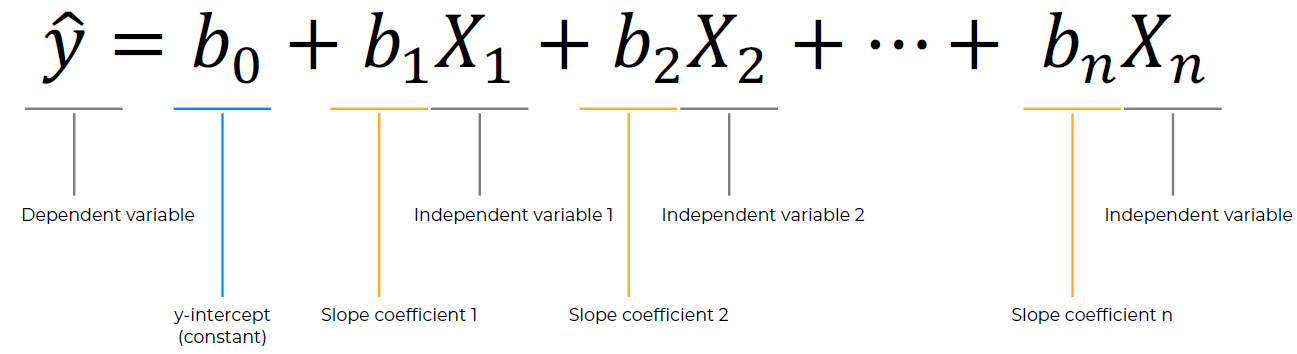 ŷ = b₀ + b₁X₁ + b₂X₂ + ⋯ + bₙXₙ
Dependent variable
Independent variable 1
Independent variable 2
Independent variable
y-intercept
(constant)
Slope coefficient 1
Slope coefficient 2
Slope coefficient n